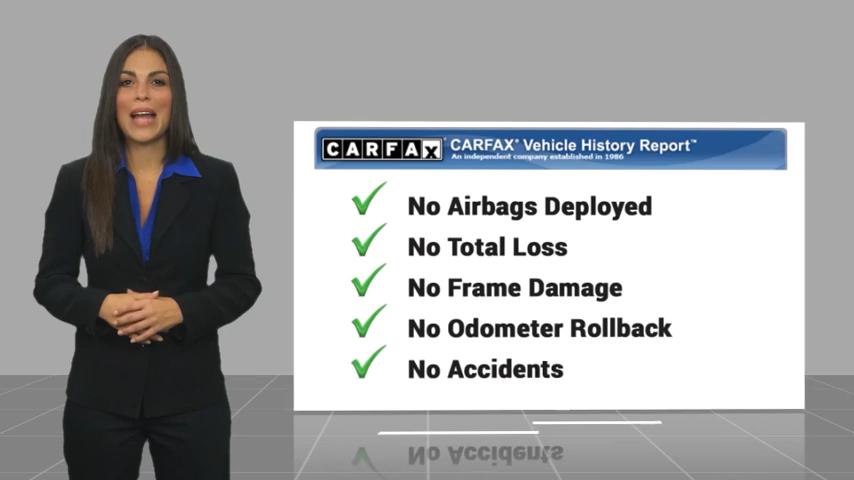 CARFAX
CARFAX® Vehicle History Report™
An independent company established in 1986
No Airbags Deployed
No Total Loss
No Frame Damage
No Odometer Rollback
No Accidents
No Accidents